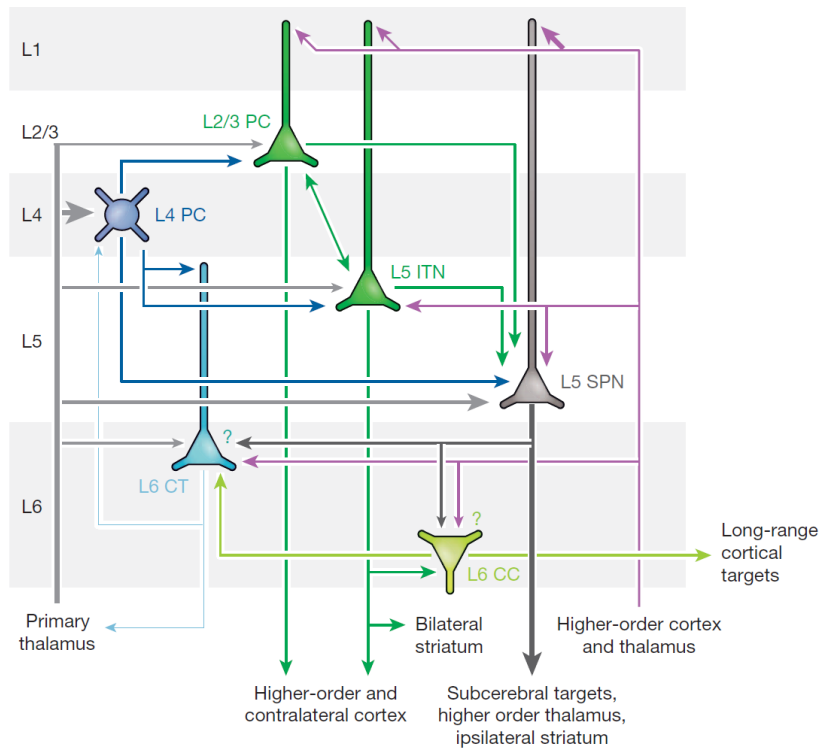 L1
L2/3 PC
L2/3
L4
L4 PC
L5 ITN
L5
L5 SPN
?
L6 CT
L6
?
L6 CC
Long-range
cortical
targets
Primary
thalamus
Bilateral
striatum
Higher-order cortex
and thalamus
Higher-order and
contralateral cortex
Subcerebral targets,
higher order thalamus,
ipsilateral striatum